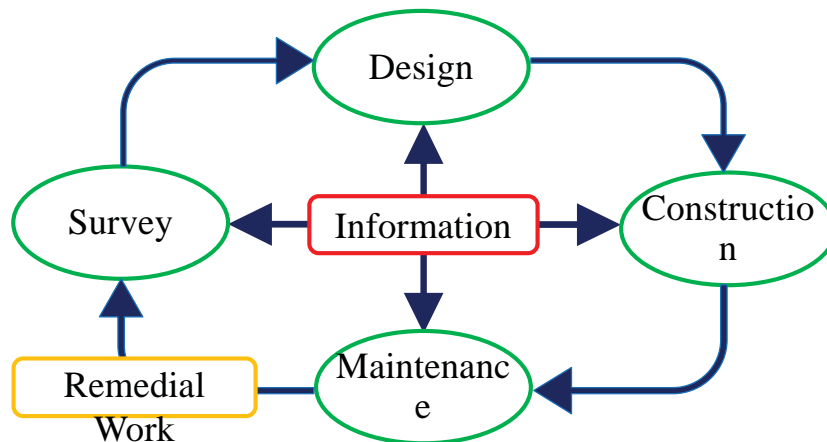 Design
Survey
Information
Constructio
n
Remedial
Work
Maintenanc
e